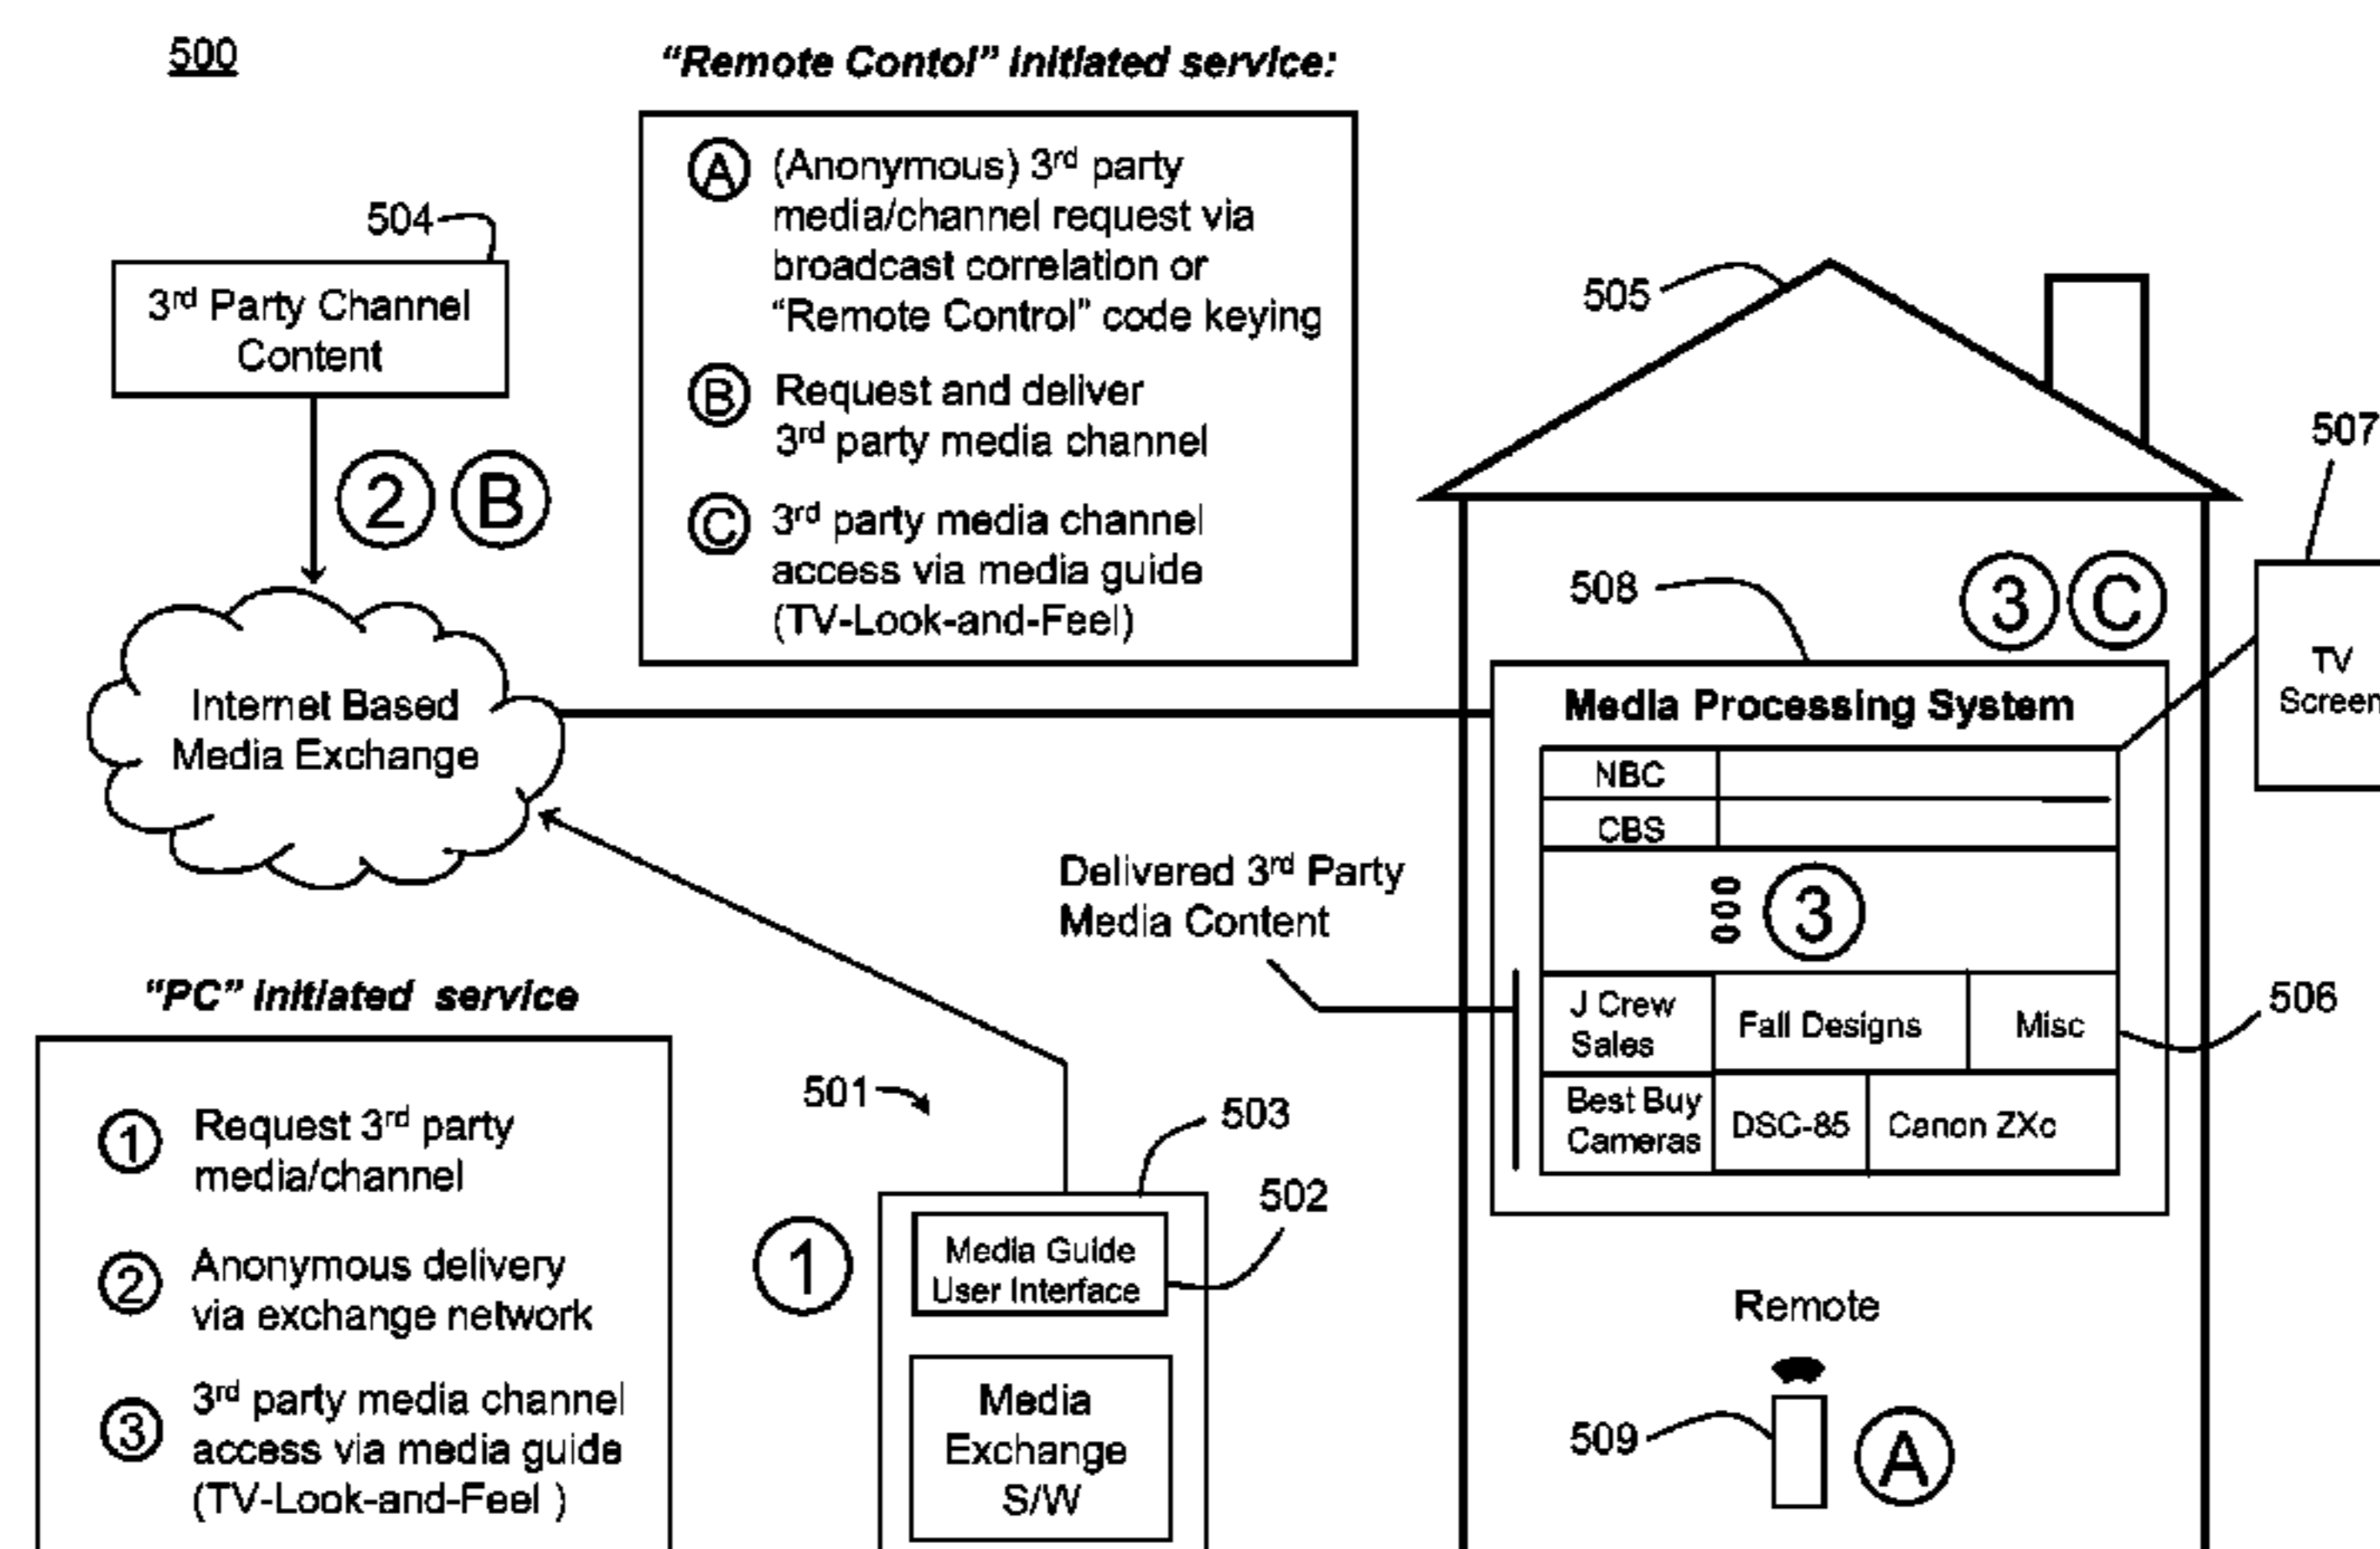 500
“Remote Contol” initiated service:
A (Anonymous) 3rd party
media/channel request via
broadcast correlation or
“Remote Control” code keying
B Request and deliver
3rd party media channel
C 3rd party media channel
access via media guide
(TV-Look-and-Feel)
504
3rd Party Channel
Content
2 B
Internet Based
Media Exchange
505
507
TV
Screen
508
3 C
Media Processing System
NBC
CBS
3
J Crew
Sales
Fall Designs
Misc
506
Best Buy
Cameras
DSC-85
Canon ZXc
Delivered 3rd Party
Media Content
“PC” initiated service
1 Request 3rd party
media/channel
2 Anonymous delivery
via exchange network
3 3rd party media channel
access via media guide
(TV-Look-and-Feel )
501
503
502
1
Media Guide
User Interface
Media
Exchange
S/W
Remote
509
A